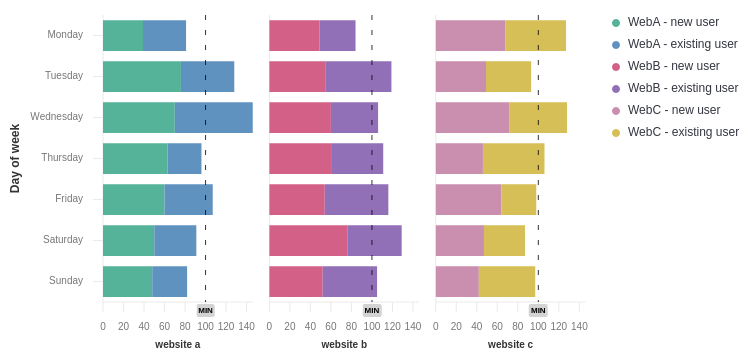 WebA - new user
WebA - existing user
WebB - new user
WebB - existing user
WebC - new user
WebC - existing user
Day of week
Monday
Tuesday
Wednesday
Thursday
Friday
Saturday
Sunday
MIN MIN MIN
0 20 40 60 80 100 120 140 0 20 40 60 80 100 120 140 0 20 40 60 80 100 120 140
website a website b website c